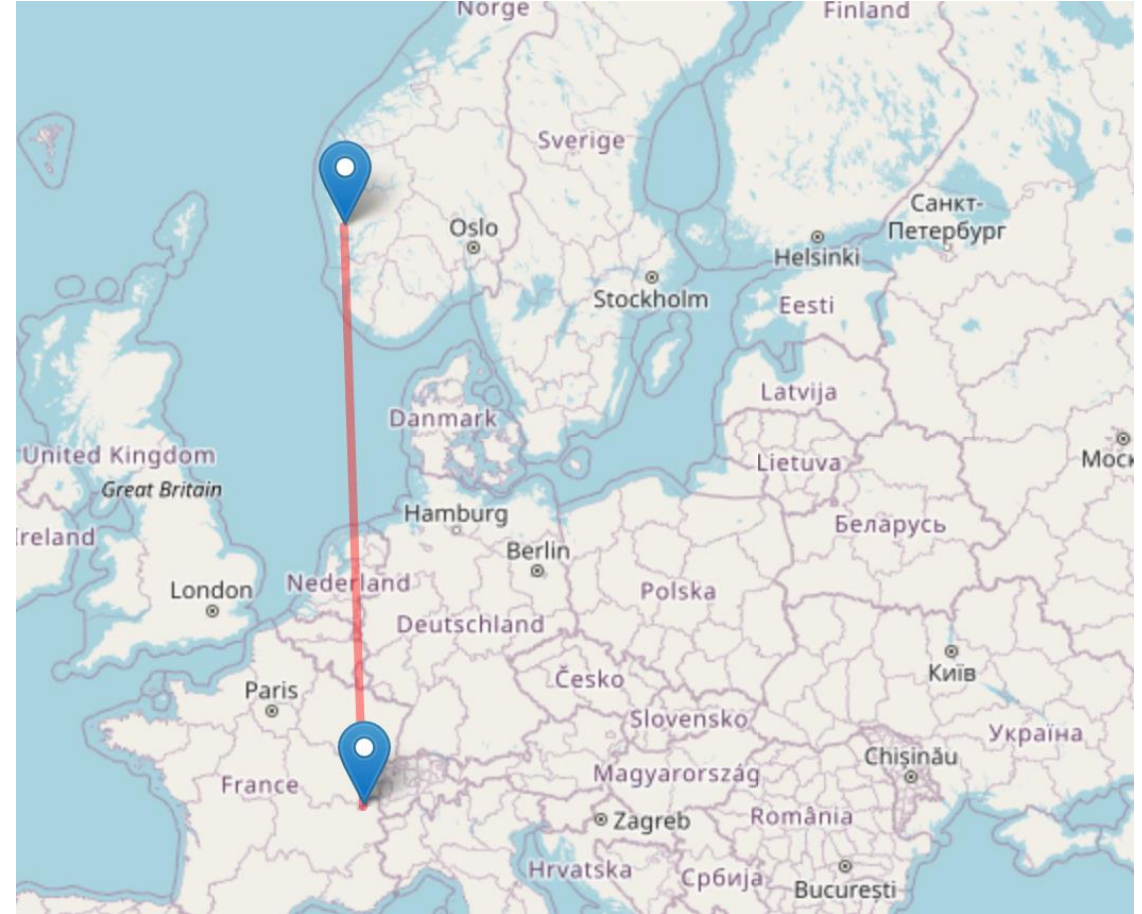 Norge
Finland
Sverige
Санкт-
Петербург
Oslo
Helsinki
Stockholm
Eesti
Latvija
Danmark
United Kingdom
Great Britain
Lietuva
Моск
Ireland
Hamburg
Беларусь
Berlin
London
Nederland
Polska
Deutschland
Київ
Česko
Paris
Slovensko
Україна
Chișinău
France
Magyarország
România
Zagreb
Hrvatska
Србија
București